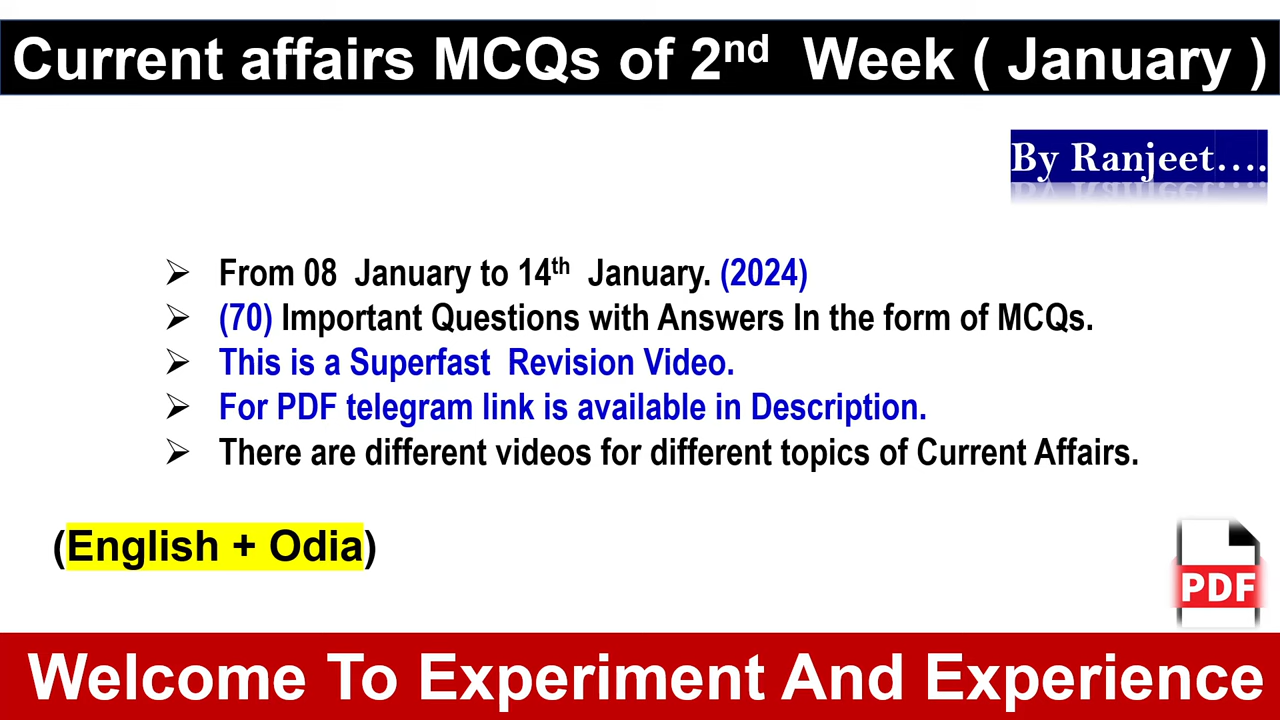 Current affairs MCQs of 2nd Week ( January )
By Ranjeet….
➢ From 08 January to 14th January. (2024)
➢ (70) Important Questions with Answers In the form of MCQs.
➢ This is a Superfast Revision Video.
➢ For PDF telegram link is available in Description.
➢ There are different videos for different topics of Current Affairs.
(English + Odia)
PDF
Welcome To Experiment And Experience